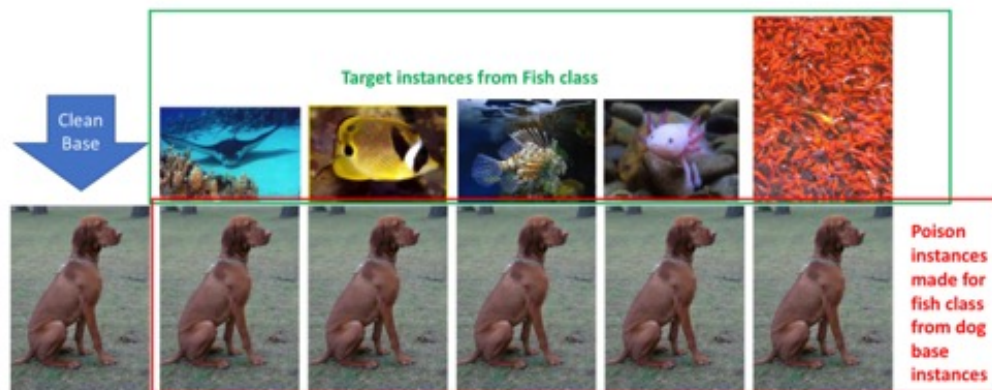 Target instances from Fish class
Clean
Base
Poison
instances
made for
fish class
from dog
base
instances